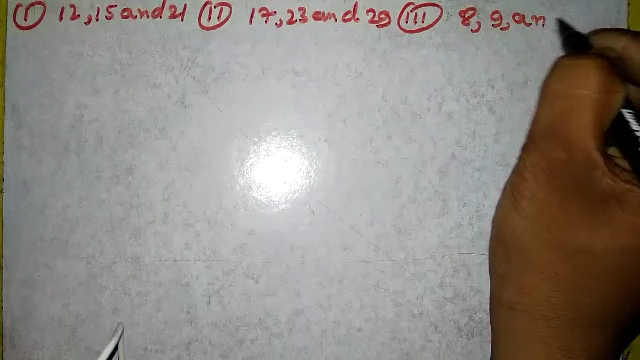 (I) 12, 15 and 21 (II) 17, 23 and 29 (III) 8, 9, an